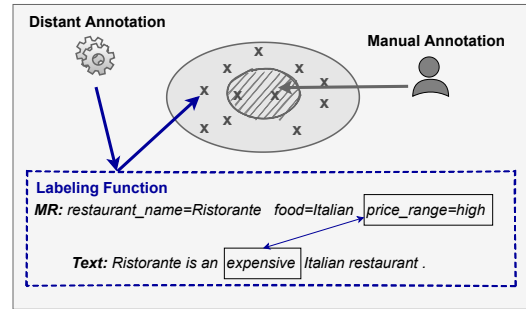 Distant Annotation
Manual Annotation
x
x x
x x
x x x x
x x
x x
Labeling Function
MR: restaurant_name=Ristorante food=Italian price_range=high
Text: Ristorante is an expensive Italian restaurant .